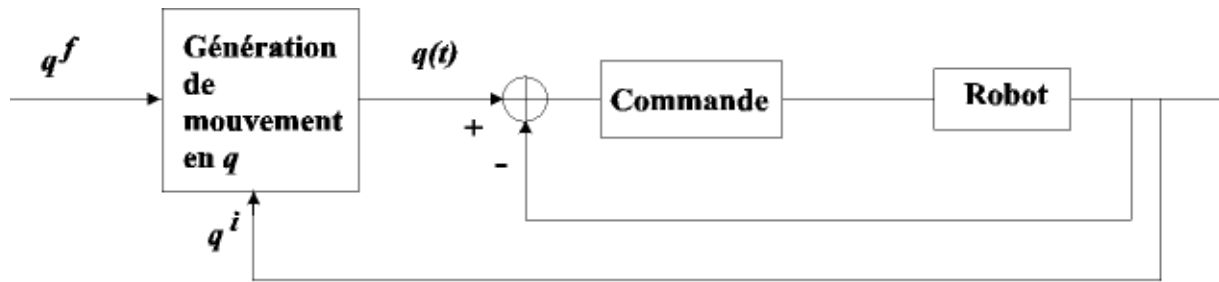 q^f
Génération
de
mouvement
en q
q(t)
+
-
Commande
Robot
q^i